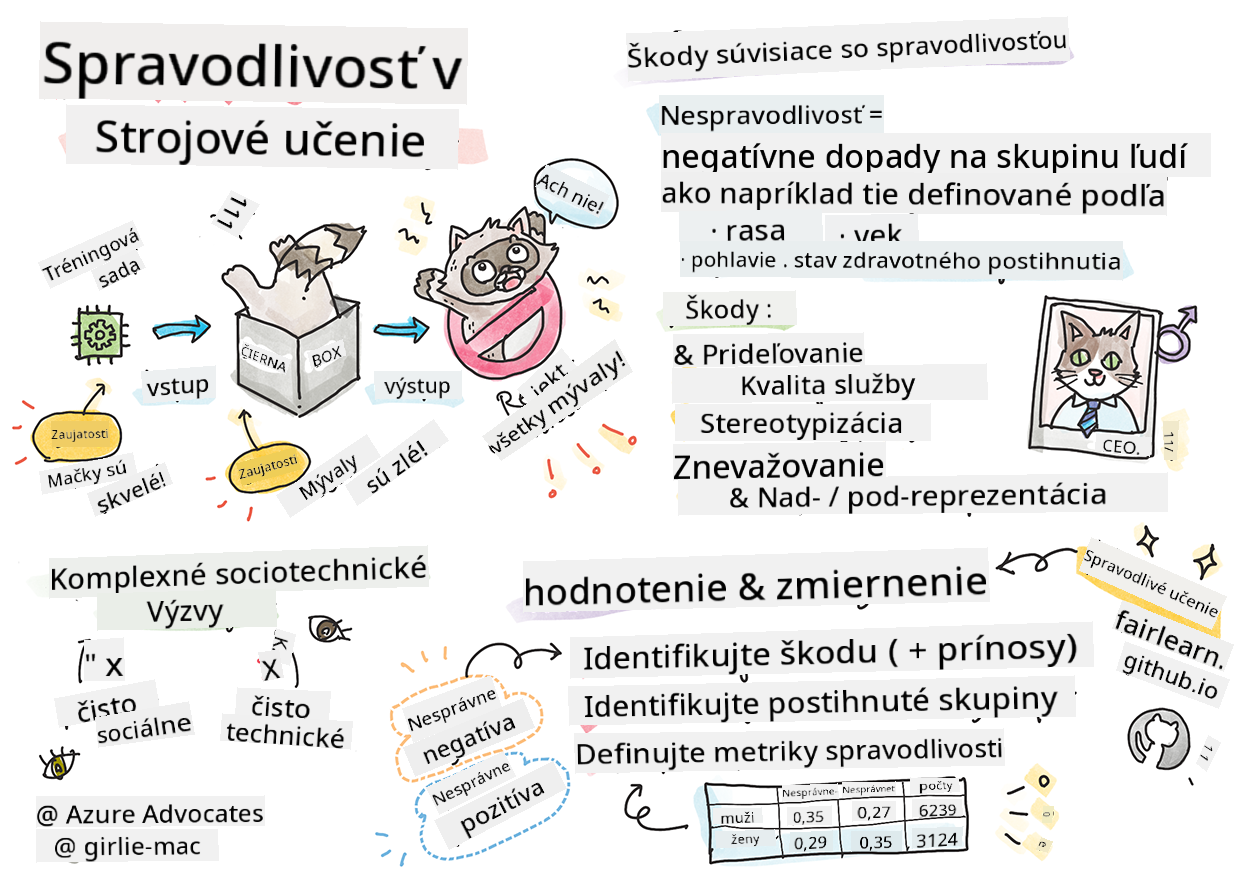 Spravodlivosť v
Strojové učenie
Tréningová
sada
vstup
ČIERNA
BOX
výstup
Ach nie!
všetky mývaly!
Zaujatosti
Mačky sú
skvelé!
Zaujatosti
Mývaly
sú zlé!
Škody súvisiace so spravodlivosťou
Nespravodlivosť =
negatívne dopady na skupinu ľudí
ako napríklad tie definované podľa
· rasa · vek
· pohlavie . stav zdravotného postihnutia
Škody :
& Prideľovanie
Kvalita služby
Stereotypizácia
Znevažovanie
& Nad- / pod-reprezentácia
CEO.
Komplexné sociotechnické
Výzvy
" x
čisto
sociálne
X
čisto
technické
@ Azure Advocates
@ girlie-mac
hodnotenie & zmiernenie
Identifikujte škodu ( + prínosy)
Identifikujte postihnuté skupiny
Definujte metriky spravodlivosti
Nesprávne
negatíva
Nesprávne
pozitíva
Nesprávne- Nesprávnet počty
muži 0,35 0,27 6239
ženy 0,29 0,35 3124
Spravodlivé učenie
fairlearn.
github.io